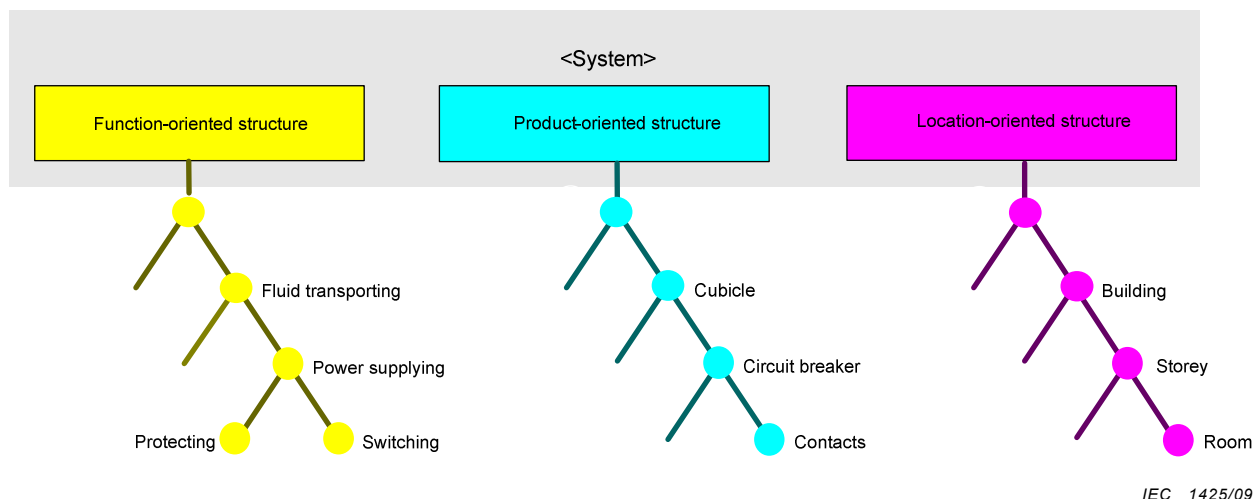 <System>
Function-oriented structure
Product-oriented structure
Location-oriented structure
Fluid transporting
Cubicle
Building
Power supplying
Circuit breaker
Storey
Protecting
Switching
Contacts
Room
IEC 1425/09